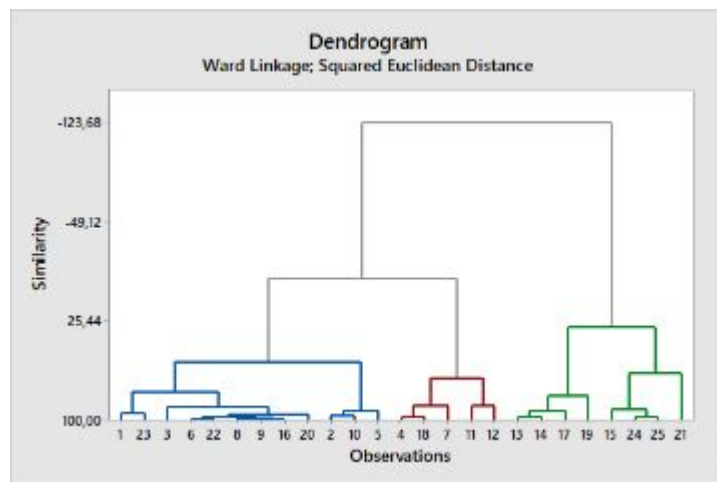 Dendrogram
Ward Linkage; Squared Euclidean Distance
-123,68
-49,12
25,44
100,00
Similarity
1 23 3 6 22 8 9 16 20 2 10 5 4 18 7 11 12 13 14 17 19 15 24 25 21
Observations